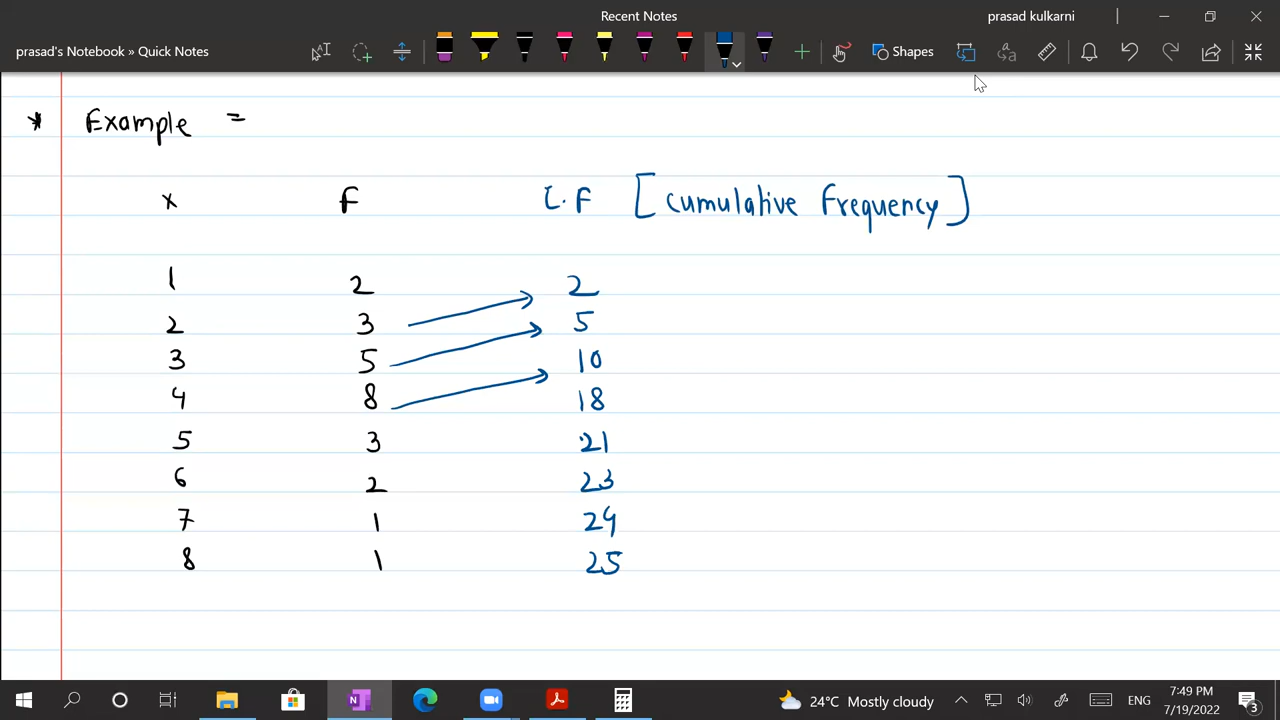 Recent Notes
prasad kulkarni
prasad's Notebook » Quick Notes
Shapes
* Example =
x F C.F [cumulative frequency]
1 2 2
2 3 5
3 5 10
4 8 18
5 3 21
6 2 23
7 1 24
8 1 25
24°C Mostly cloudy
ENG
7:49 PM
7/19/2022
3